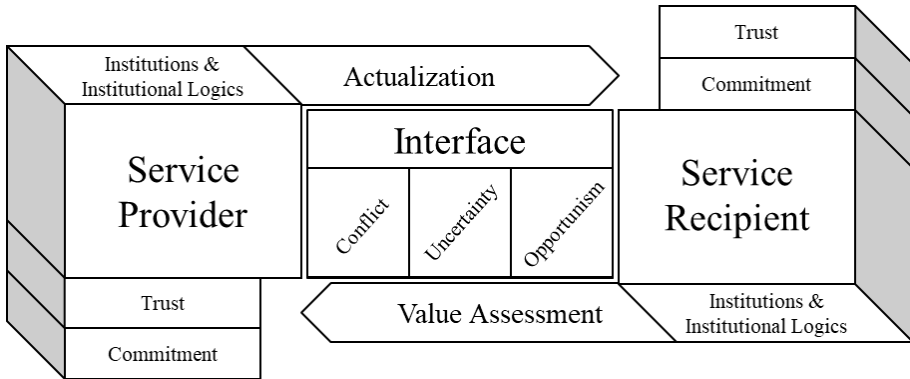 Trust
Commitment
Institutions &
Institutional Logics
Actualization
Service
Provider
Interface
Conflict
Uncertainty
Opportunism
Service
Recipient
Trust
Commitment
Value Assessment
Institutions &
Institutional Logics